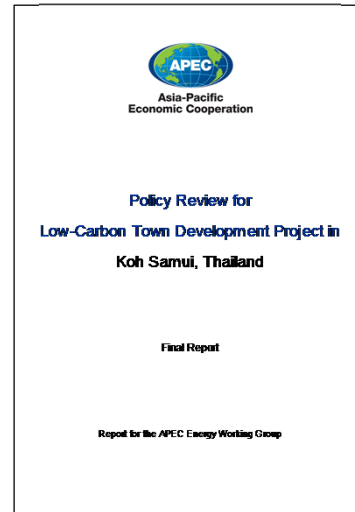 APEC
Asia-Pacific
Economic Cooperation
Policy Review for
Low-Carbon Town Development Project in
Koh Samui, Thailand
Final Report
Report for the APEC Energy Working Group